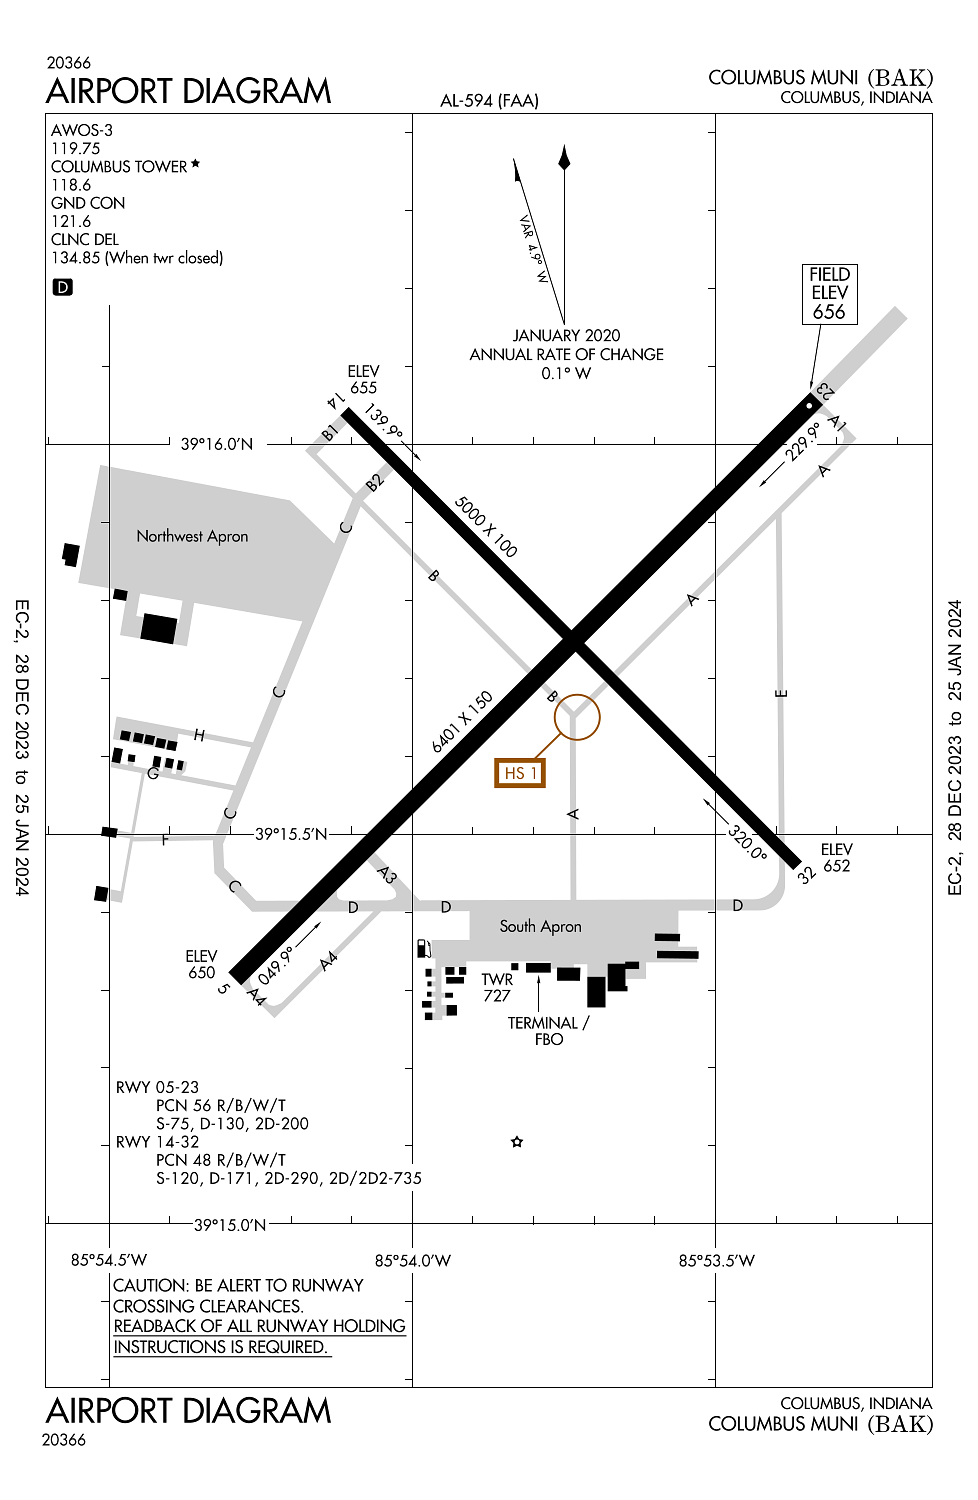 20366
AIRPORT DIAGRAM
AL-594 (FAA)
COLUMBUS MUNI (BAK)
COLUMBUS, INDIANA
AWOS-3
119.75
COLUMBUS TOWER ★
118.6
GND CON
121.6
CLNC DEL
134.85 (When twr closed)
D
VAR 4.9° W
JANUARY 2020
ANNUAL RATE OF CHANGE
0.1° W
FIELD
ELEV
656
ELEV
655
14
139.9°
23
A1
229.9°
A
B1
39°16.0'N
B2
C
5000 X 100
Northwest Apron
B
A
EC-2, 28 DEC 2023 to 25 JAN 2024
EC-2, 28 DEC 2023 to 25 JAN 2024
C
B
E
6401 X 150
H
HS 1
G
C
A
F
39°15.5'N
320.0°
ELEV
652
32
A3
C
D
D
D
South Apron
ELEV
650
049.9°
A4
5
A4
TWR
727
TERMINAL /
FBO
RWY 05-23
PCN 56 R/B/W/T
S-75, D-130, 2D-200
RWY 14-32
PCN 48 R/B/W/T
S-120, D-171, 2D-290, 2D/2D2-735
39°15.0'N
85°54.5'W
85°54.0'W
85°53.5'W
CAUTION: BE ALERT TO RUNWAY
CROSSING CLEARANCES.
READBACK OF ALL RUNWAY HOLDING
INSTRUCTIONS IS REQUIRED.
AIRPORT DIAGRAM
20366
COLUMBUS, INDIANA
COLUMBUS MUNI (BAK)